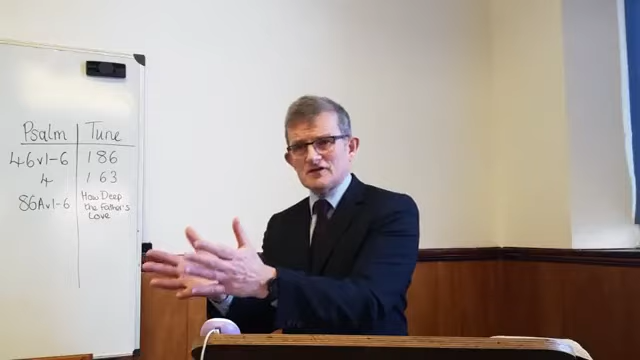 Psalm Tune
46v1-6 186
4 163
86Av1-6 How Deep
the Father's
Love